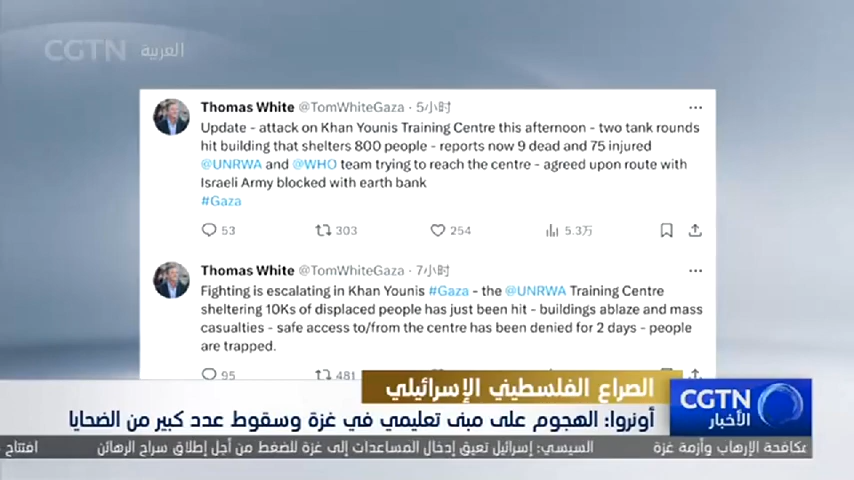 CGTN العربية
Thomas White @TomWhiteGaza · 5小时
Update - attack on Khan Younis Training Centre this afternoon - two tank rounds
hit building that shelters 800 people - reports now 9 dead and 75 injured
@UNRWA and @WHO team trying to reach the centre - agreed upon route with
Israeli Army blocked with earth bank
#Gaza
53 303 254 5.3万
Thomas White @TomWhiteGaza · 7小时
Fighting is escalating in Khan Younis #Gaza - the @UNRWA Training Centre
sheltering 10Ks of displaced people has just been hit - buildings ablaze and mass
casualties - safe access to/from the centre has been denied for 2 days - people
are trapped.
95 481
الصراع الفلسطيني الإسرائيلي
CGTN
الأخبار
أونروا: الهجوم على مبنى تعليمي في غزة وسقوط عدد كبير من الضحايا
عكافحة الإرهاب وأزمة غزة السيسي: إسرائيل تعيق إدخال المساعدات إلى غزة للضغط من أجل إطلاق سراح الرهائن افتتاح